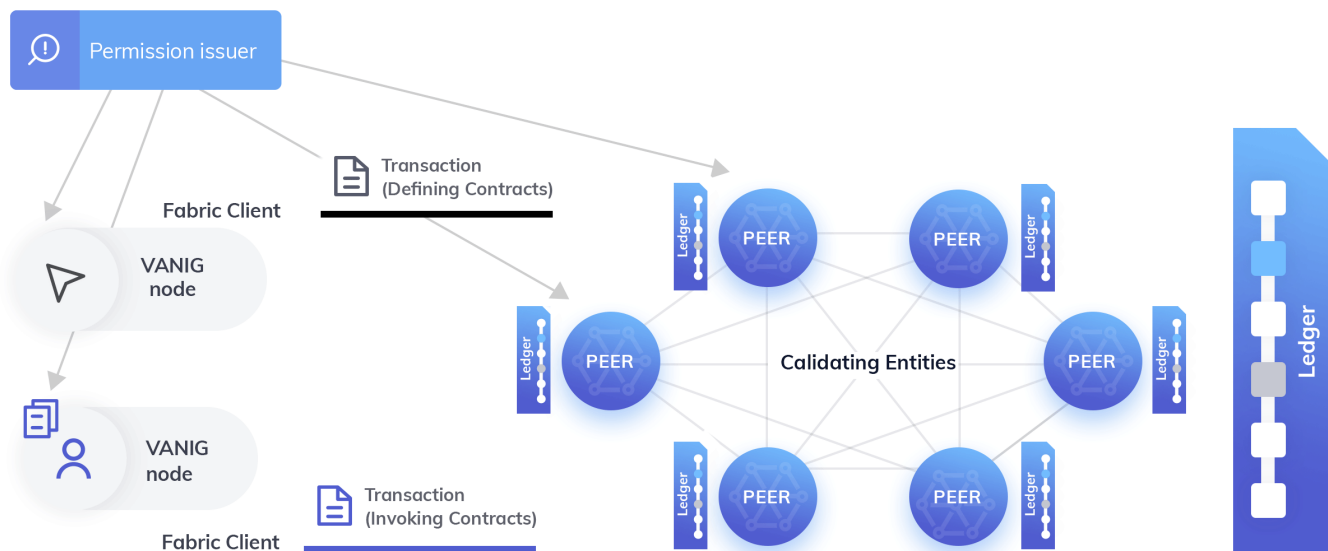 Permission issuer
Transaction
(Defining Contracts)
Fabric Client
VANIG
node
Ledger
PEER
PEER
Ledger
Ledger
PEER
Calidating Entities
PEER
Ledger
Ledger
VANIG
node
Transaction
(Invoking Contracts)
Fabric Client
Ledger
PEER
PEER
Ledger